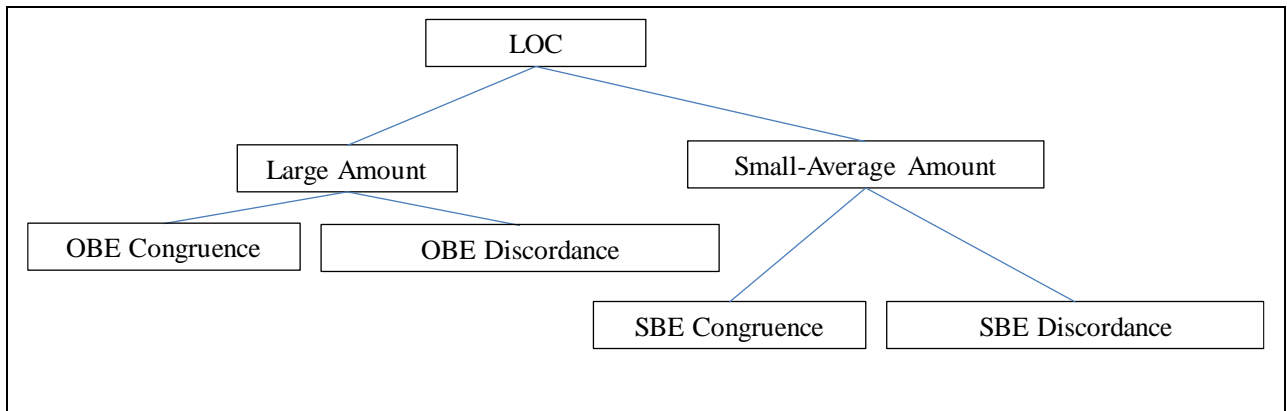 LOC
Large Amount
Small-Average Amount
OBE Congruence
OBE Discordance
SBE Congruence
SBE Discordance